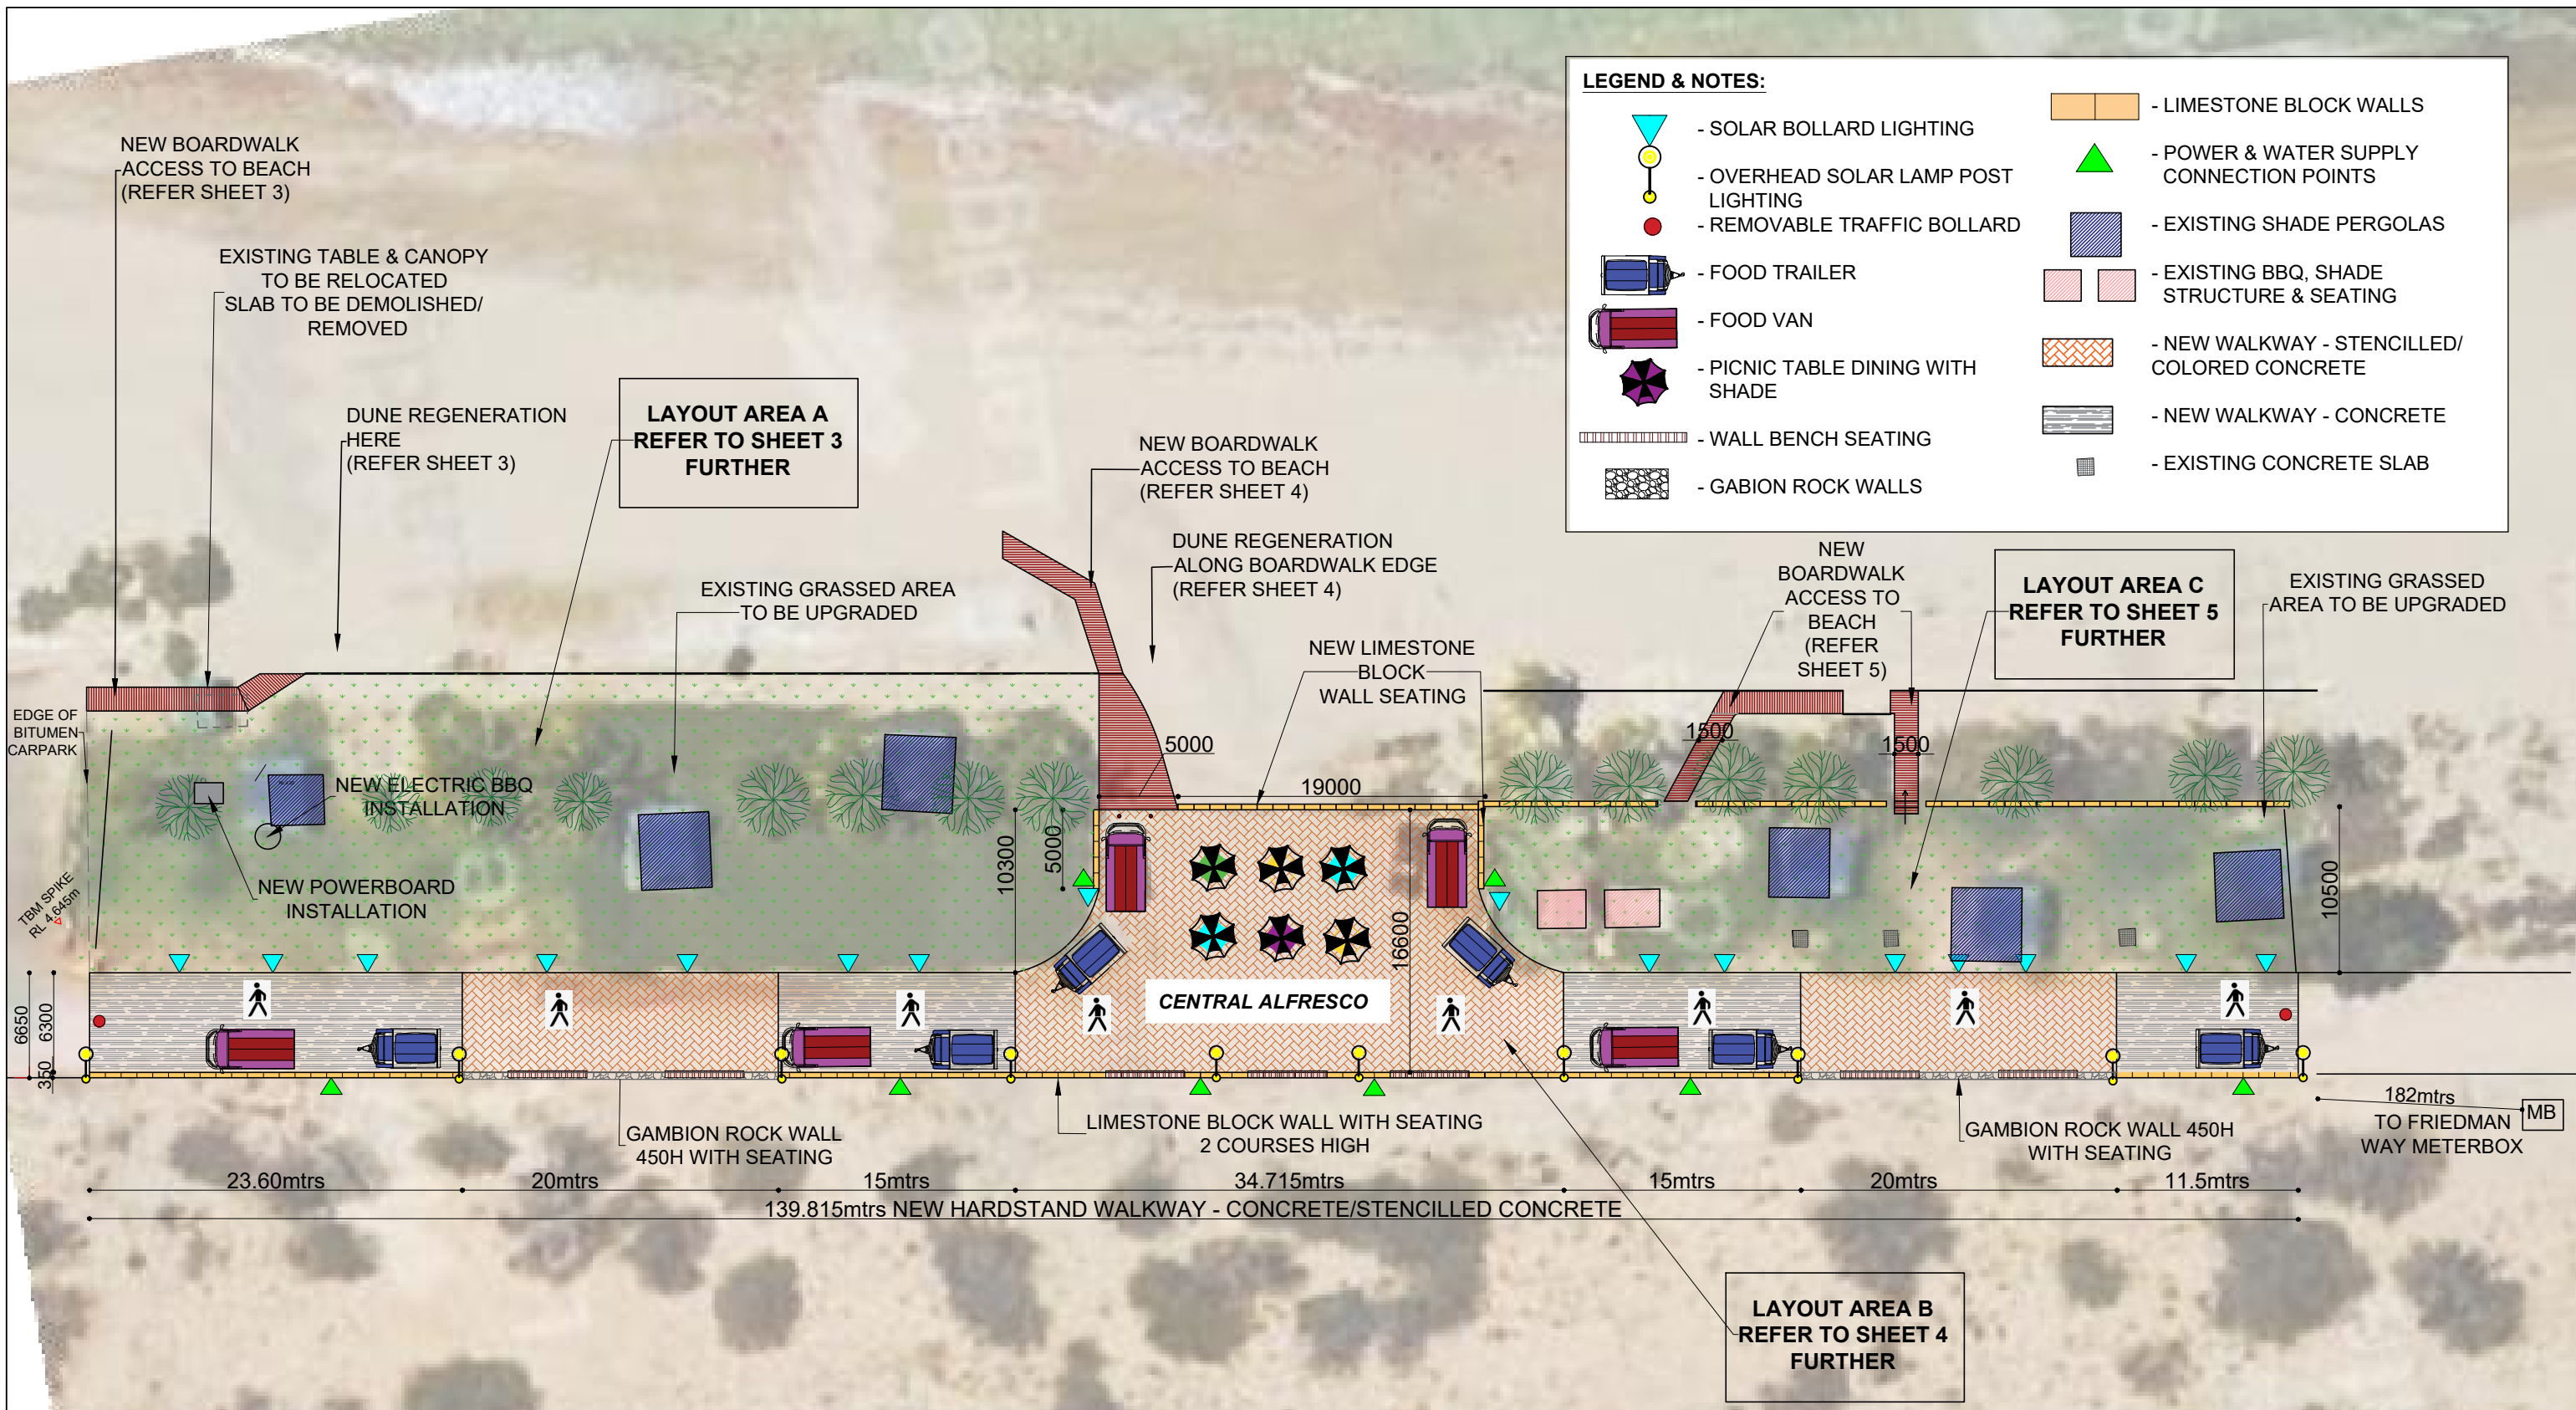 LEGEND & NOTES:
- SOLAR BOLLARD LIGHTING
- OVERHEAD SOLAR LAMP POST
LIGHTING
- REMOVABLE TRAFFIC BOLLARD
- FOOD TRAILER
- FOOD VAN
- PICNIC TABLE DINING WITH
SHADE
- WALL BENCH SEATING
- GABION ROCK WALLS
- LIMESTONE BLOCK WALLS
- POWER & WATER SUPPLY
CONNECTION POINTS
- EXISTING SHADE PERGOLAS
- EXISTING BBQ, SHADE
STRUCTURE & SEATING
- NEW WALKWAY - STENCILLED/
COLORED CONCRETE
- NEW WALKWAY - CONCRETE
- EXISTING CONCRETE SLAB
NEW BOARDWALK
ACCESS TO BEACH
(REFER SHEET 3)
EXISTING TABLE & CANOPY
TO BE RELOCATED
SLAB TO BE DEMOLISHED/
REMOVED
DUNE REGENERATION
HERE
(REFER SHEET 3)
LAYOUT AREA A
REFER TO SHEET 3
FURTHER
EXISTING GRASSED AREA
TO BE UPGRADED
NEW BOARDWALK
ACCESS TO BEACH
(REFER SHEET 4)
DUNE REGENERATION
ALONG BOARDWALK EDGE
(REFER SHEET 4)
NEW LIMESTONE
BLOCK
WALL SEATING
NEW
BOARDWALK
ACCESS TO
BEACH
(REFER
SHEET 5)
LAYOUT AREA C
REFER TO SHEET 5
FURTHER
EXISTING GRASSED
AREA TO BE UPGRADED
EDGE OF
BITUMEN
CARPARK
NEW ELECTRIC BBQ
INSTALLATION
NEW POWERBOARD
INSTALLATION
TBM SPIKE
RL 4.645m
5000
19000
1500
1500
10300
5000
16600
10500
6650
6300
350
CENTRAL ALFRESCO
GAMBION ROCK WALL
450H WITH SEATING
LIMESTONE BLOCK WALL WITH SEATING
2 COURSES HIGH
GAMBION ROCK WALL 450H
WITH SEATING
182mtrs
MB
TO FRIEDMAN
WAY METERBOX
23.60mtrs
20mtrs
15mtrs
34.715mtrs
15mtrs
20mtrs
11.5mtrs
139.815mtrs NEW HARDSTAND WALKWAY - CONCRETE/STENCILLED CONCRETE
LAYOUT AREA B
REFER TO SHEET 4
FURTHER